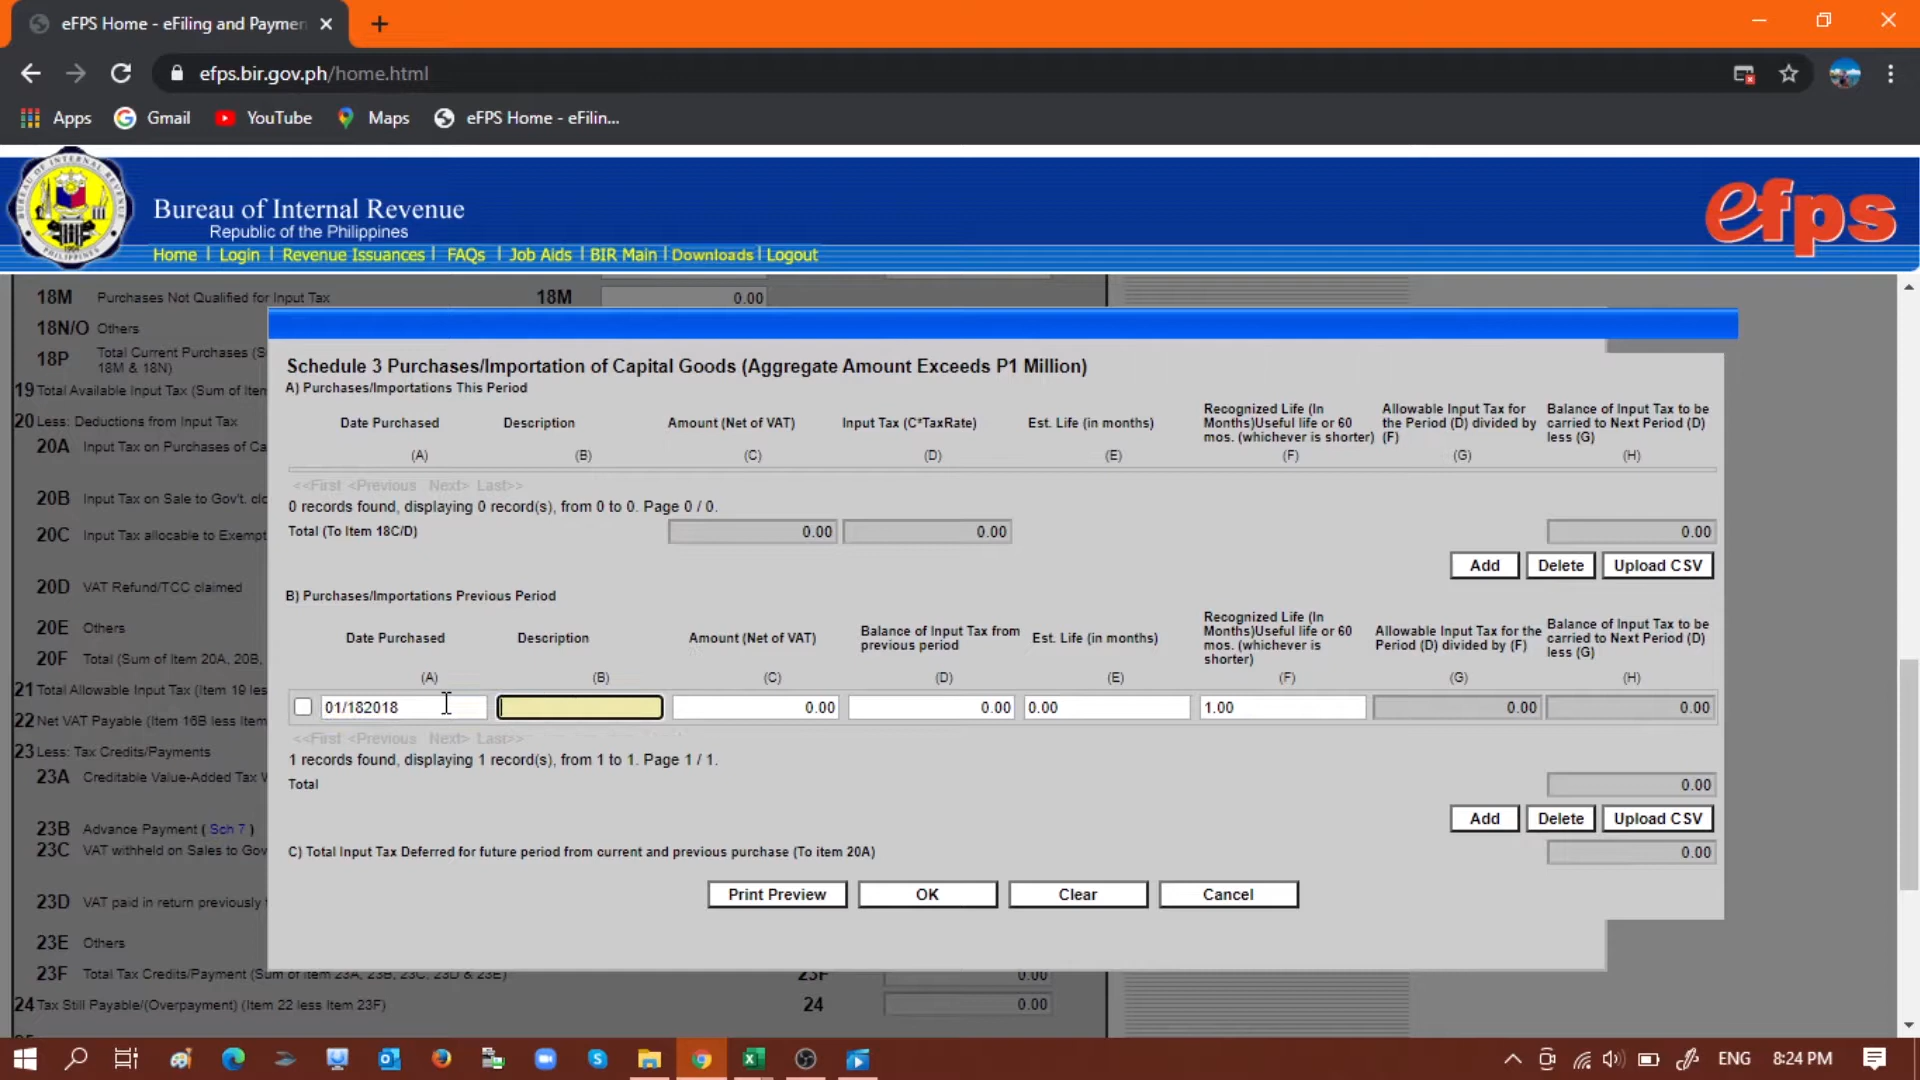 eFPS Home - eFiling and Paymen
efps.bir.gov.ph/home.html
Apps Gmail YouTube Maps eFPS Home - eFilin...
Bureau of Internal Revenue
Republic of the Philippines
efps
Home | Login | Revenue Issuances | FAQs | Job Aids | BIR Main | Downloads | Logout
18M Purchases Not Qualified for Input Tax 18M 0.00
18N/O Others
18P Total Current Purchases (S
18M & 18N)
19 Total Available Input Tax (Sum of Iten
20 Less: Deductions from Input Tax
20A Input Tax on Purchases of Ca
20B Input Tax on Sale to Gov't. clo
20C Input Tax allocable to Exempt
20D VAT Refund/TCC claimed
20E Others
20F Total (Sum of Item 20A, 20B,
21 Total Allowable Input Tax (Item 19 les
22 Net VAT Payable (Item 16B less Item
23 Less: Tax Credits/Payments
23A Creditable Value-Added Tax W
23B Advance Payment ( Sch 7 )
23C VAT withheld on Sales to Gov
23D VAT paid in return previously
23E Others
23F Total Tax Credits/Payment (Sum of Item 23A, 23B, 23C, 23D & 23E) 23F 0.00
24 Tax Still Payable/(Overpayment) (Item 22 less Item 23F) 24 0.00
Schedule 3 Purchases/Importation of Capital Goods (Aggregate Amount Exceeds P1 Million)
A) Purchases/Importations This Period
Date Purchased Description Amount (Net of VAT) Input Tax (C*TaxRate) Est. Life (in months) Recognized Life (In Months)Useful life or 60 mos. (whichever is shorter) Allowable Input Tax for the Period (D) divided by (F) Balance of Input Tax to be carried to Next Period (D) less (G)
(A) (B) (C) (D) (E) (F) (G) (H)
<<First <Previous Next> Last>>
0 records found, displaying 0 record(s), from 0 to 0. Page 0 / 0.
Total (To Item 18C/D) 0.00 0.00 0.00
Add Delete Upload CSV
B) Purchases/Importations Previous Period
Date Purchased Description Amount (Net of VAT) Balance of Input Tax from previous period Est. Life (in months) Recognized Life (In Months)Useful life or 60 mos. (whichever is shorter) Allowable Input Tax for the Period (D) divided by (F) Balance of Input Tax to be carried to Next Period (D) less (G)
(A) (B) (C) (D) (E) (F) (G) (H)
01/182018 0.00 0.00 0.00 1.00 0.00 0.00
<<First <Previous Next> Last>>
1 records found, displaying 1 record(s), from 1 to 1. Page 1 / 1.
Total 0.00
Add Delete Upload CSV
C) Total Input Tax Deferred for future period from current and previous purchase (To item 20A) 0.00
Print Preview OK Clear Cancel
ENG 8:24 PM